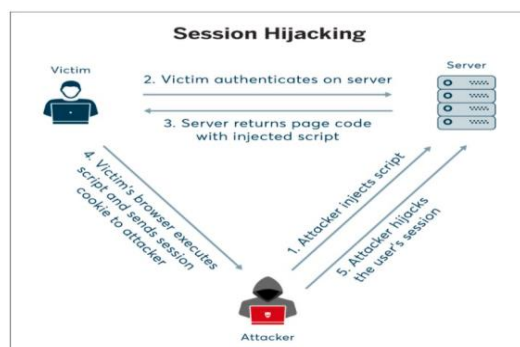 Session Hijacking
Victim
Server
2. Victim authenticates on server
3. Server returns page code
with injected script
4. Victim's browser executes
script and sends session
cookie to attacker
1. Attacker injects script
5. Attacker hijacks
the user's session
Attacker